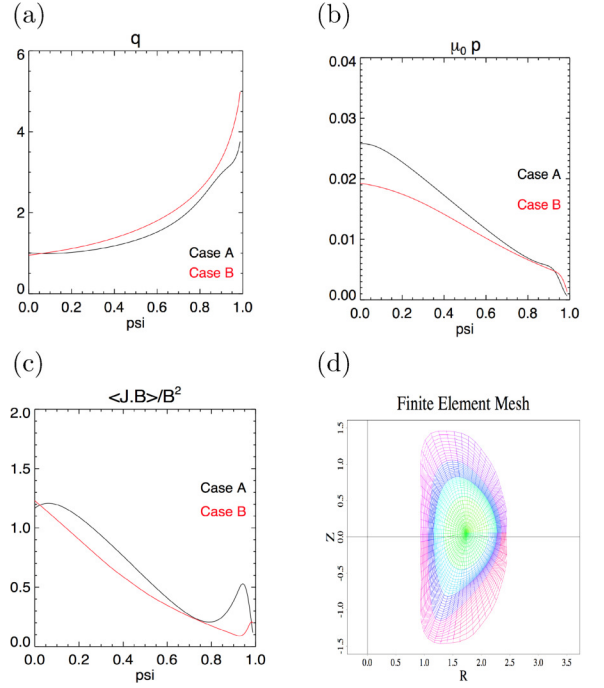 (a)
q
6
4
2
0
Case A
Case B
0.0 0.2 0.4 0.6 0.8 1.0
psi
(b)
μ₀ p
0.04
0.03
0.02
0.01
0.00
Case A
Case B
0.0 0.2 0.4 0.6 0.8 1.0
psi
(c)
<J.B>/B²
2.0
1.5
1.0
0.5
0.0
Case A
Case B
0.0 0.2 0.4 0.6 0.8 1.0
psi
(d)
Finite Element Mesh
1.5
1.0
0.5
0.0
-0.5
-1.0
-1.5
Z
0.0 0.5 1.0 1.5 2.0 2.5 3.0 3.5
R